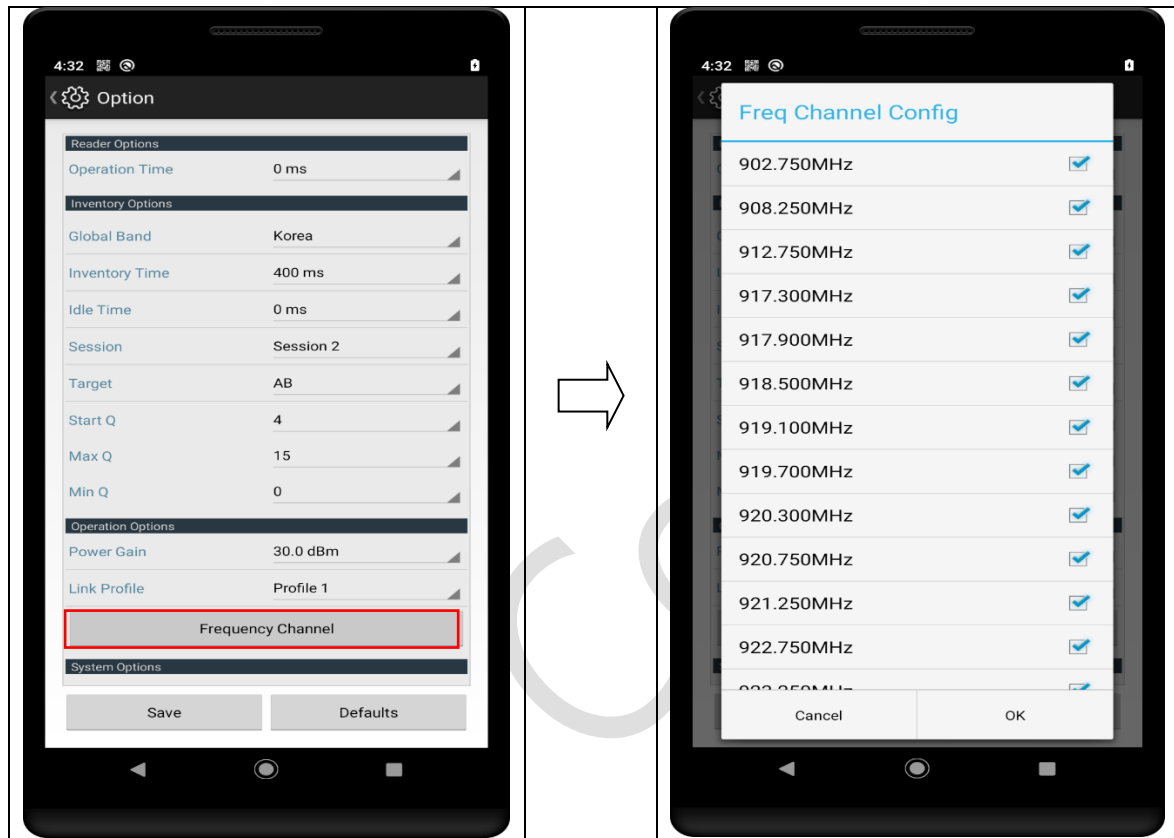 4:32
Option
Reader Options
Operation Time 0 ms
Inventory Options
Global Band Korea
Inventory Time 400 ms
Idle Time 0 ms
Session Session 2
Target AB
Start Q 4
Max Q 15
Min Q 0
Operation Options
Power Gain 30.0 dBm
Link Profile Profile 1
Frequency Channel
System Options
Save Defaults
4:32
Freq Channel Config
902.750MHz
908.250MHz
912.750MHz
917.300MHz
917.900MHz
918.500MHz
919.100MHz
919.700MHz
920.300MHz
920.750MHz
921.250MHz
922.750MHz
Cancel OK